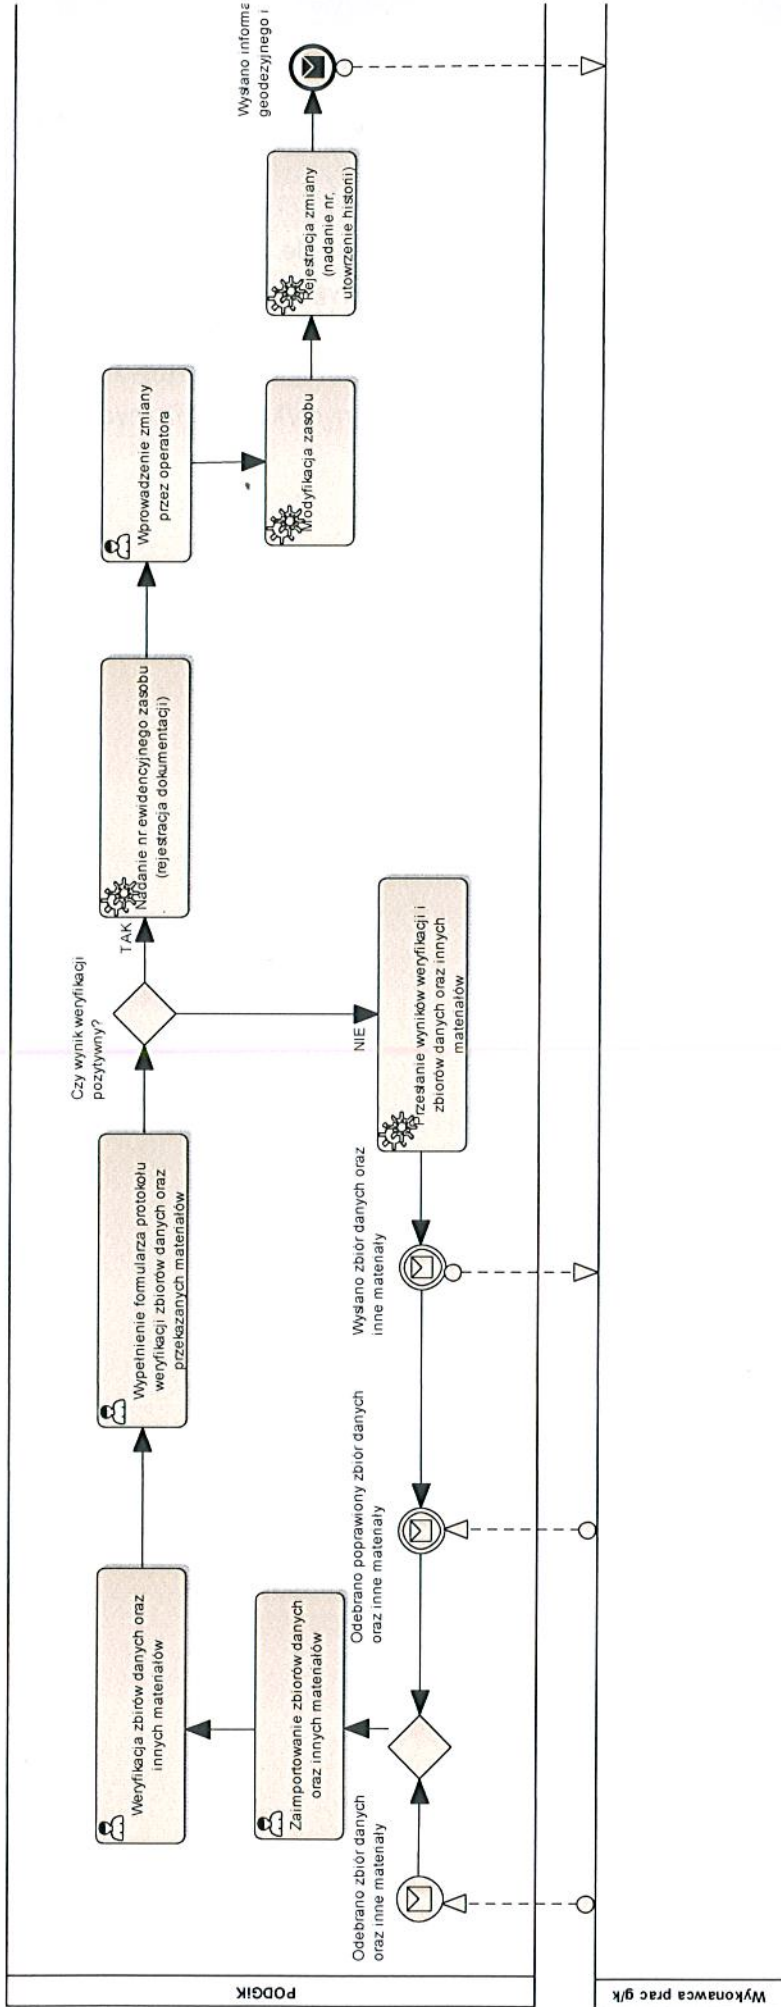 PODGiK
Wykonawca prac g/k
Odebrano zbiór danych
oraz inne materiały
Zaimportowanie zbiorów danych
oraz innych materiałów
Weryfikacja zbirów danych oraz
innych materiałów
Wypełnienie formularza protokołu
weryfikacji zbiorów danych oraz
przekazanych materiałów
Czy wynik weryfikacji
pozytywny?
TAK
NIE
Przesłanie wyników weryfikacji i
zbiorów danych oraz innych
materiałów
Wysłano zbiór danych oraz
inne materiały
Odebrano poprawiony zbiór danych
oraz inne materiały
Nadanie nr ewidencyjnego zasobu
(rejestracja dokumentacji)
Wprowadzenie zmiany
przez operatora
Modyfikacja zasobu
Rejestracja zmiany
(nadanie nr,
utowrzenie historii)
Wysłano informa
geodezyjnego i